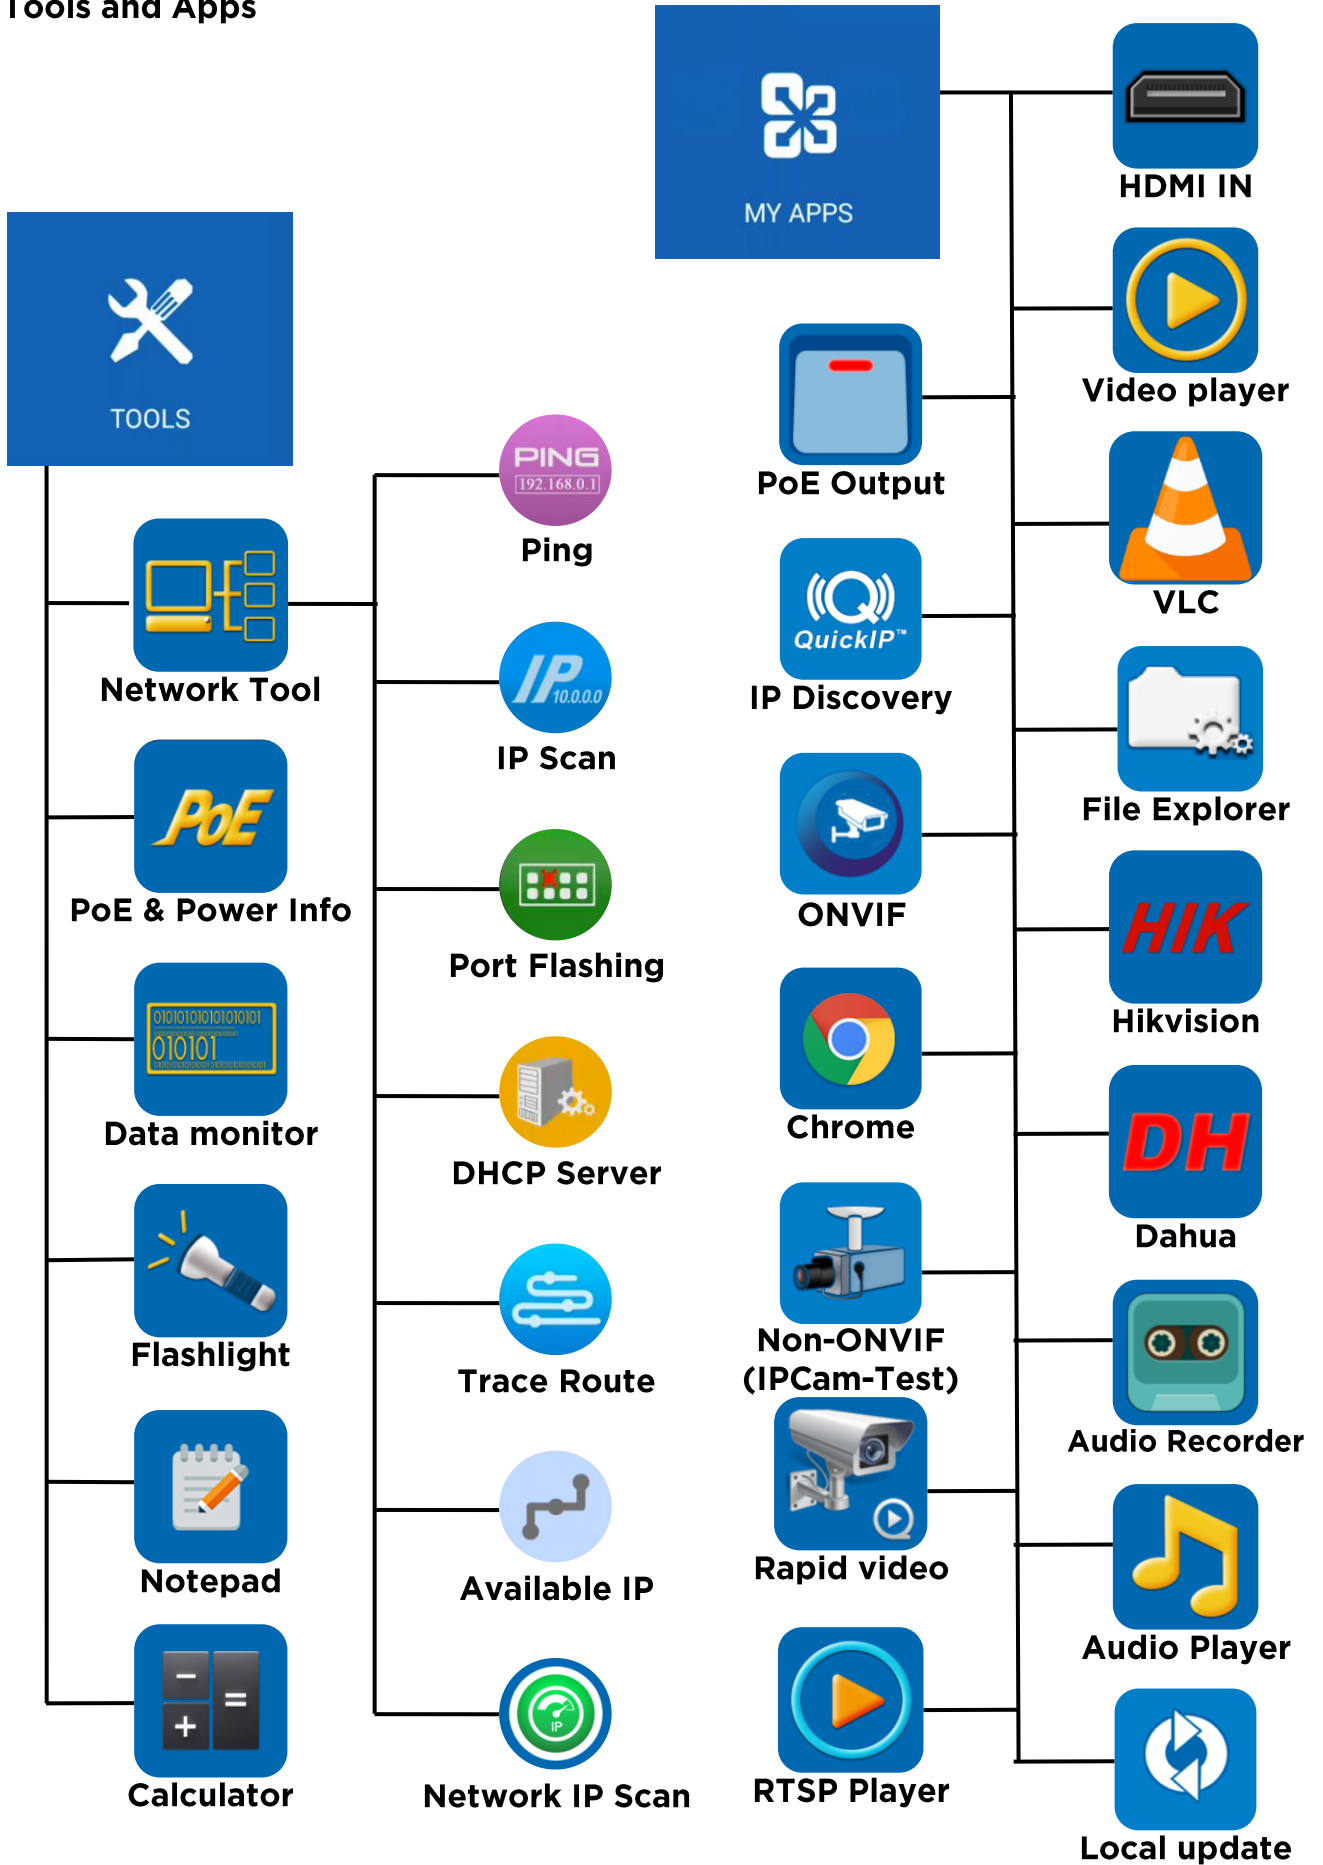 Tools and Apps
TOOLS
Network Tool
PoE
PoE & Power Info
01010101010101010101
010101
Data monitor
Flashlight
Notepad
Calculator
PING
192.168.0.1
Ping
IP
10.0.0.0
IP Scan
Port Flashing
DHCP Server
Trace Route
Available IP
IP
Network IP Scan
MY APPS
PoE Output
QuickIP™
IP Discovery
ONVIF
Chrome
Non-ONVIF
(IPCam-Test)
Rapid video
RTSP Player
HDMI IN
Video player
VLC
File Explorer
HIK
Hikvision
DH
Dahua
Audio Recorder
Audio Player
Local update